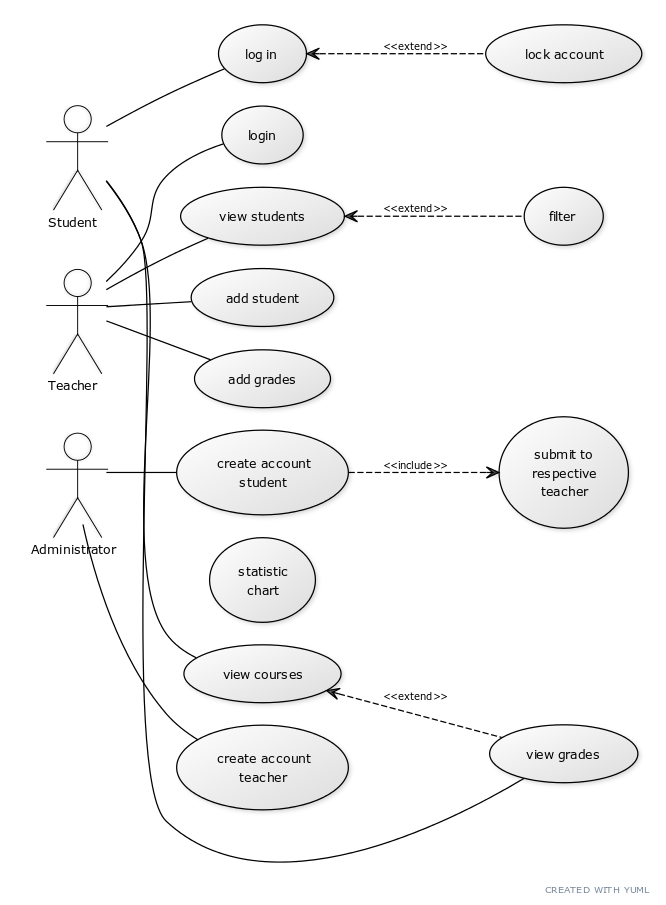 log in
<<extend>>
lock account
Student
login
view students
<<extend>>
filter
add student
Teacher
add grades
create account
student
<<include>>
submit to
respective
teacher
Administrator
statistic
chart
view courses
<<extend>>
create account
teacher
view grades
CREATED WITH YUML